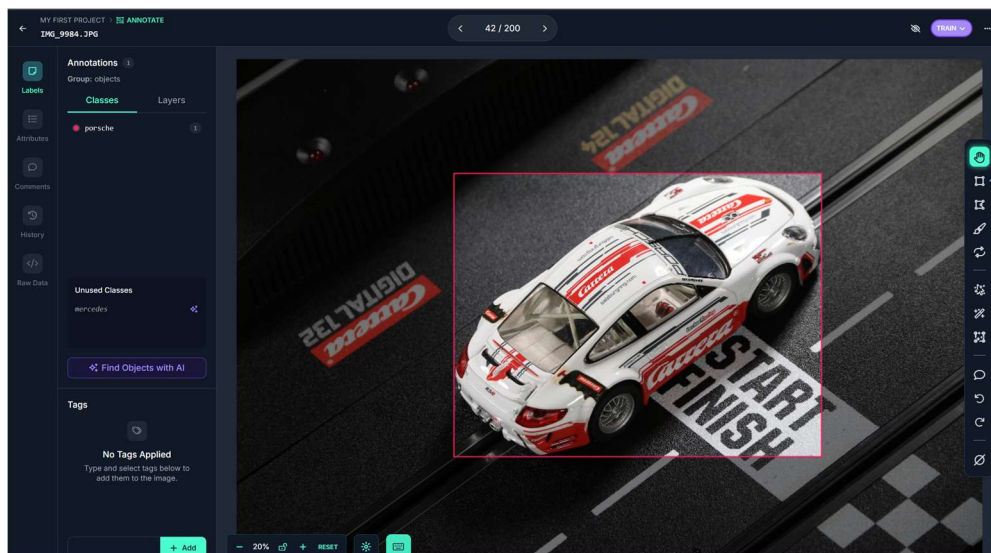 MY FIRST PROJECT > ANNOTATE
IMG_9984.JPG
42 / 200
TRAIN
Labels
Attributes
Comments
History
Raw Data
Annotations 1
Group: objects
Classes Layers
porsche 1
Unused Classes
mercedes
Find Objects with AI
Tags
No Tags Applied
Type and select tags below to
add them to the image.
+ Add
DIGITAL 124
Carrera
DIGITAL 132
Carrera
Carrera
Carrera
Carrera
START
FINISH
− 20% + RESET